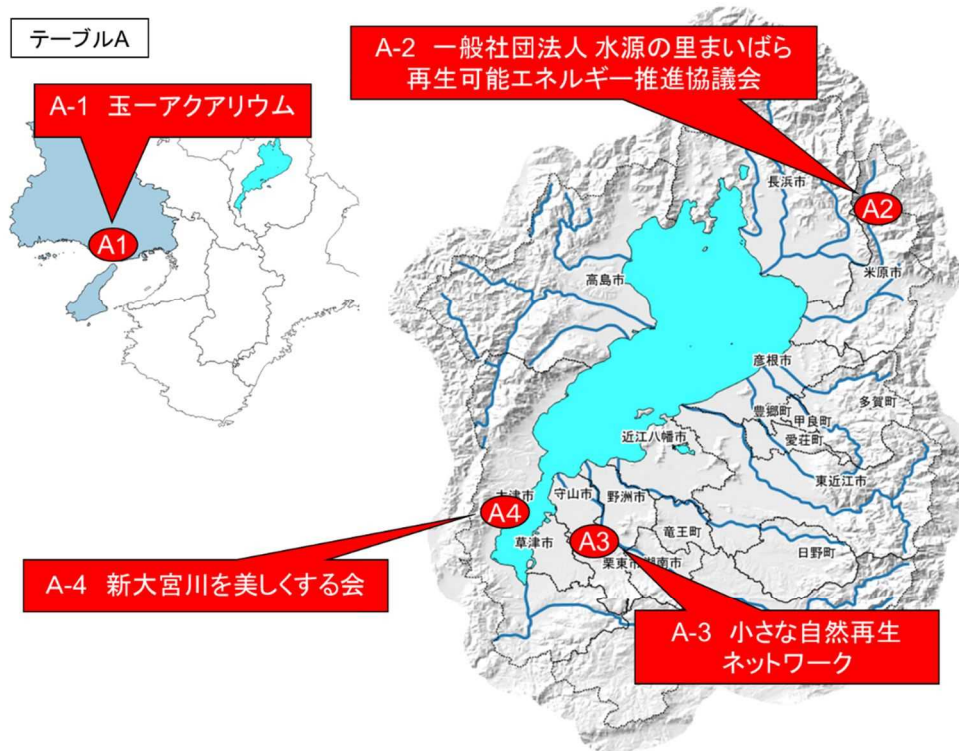 テーブルA
A-1 玉一アクアリウム
A1
A-2 一般社団法人 水源の里まいばら
再生可能エネルギー推進協議会
長浜市
A2
米原市
高島市
彦根市
多賀町
豊郷町
甲良町
愛荘町
近江八幡市
東近江市
大津市
守山市
野洲市
A4
草津市
A3
竜王町
日野町
栗東市
湖南市
A-4 新大宮川を美しくする会
A-3 小さな自然再生
ネットワーク